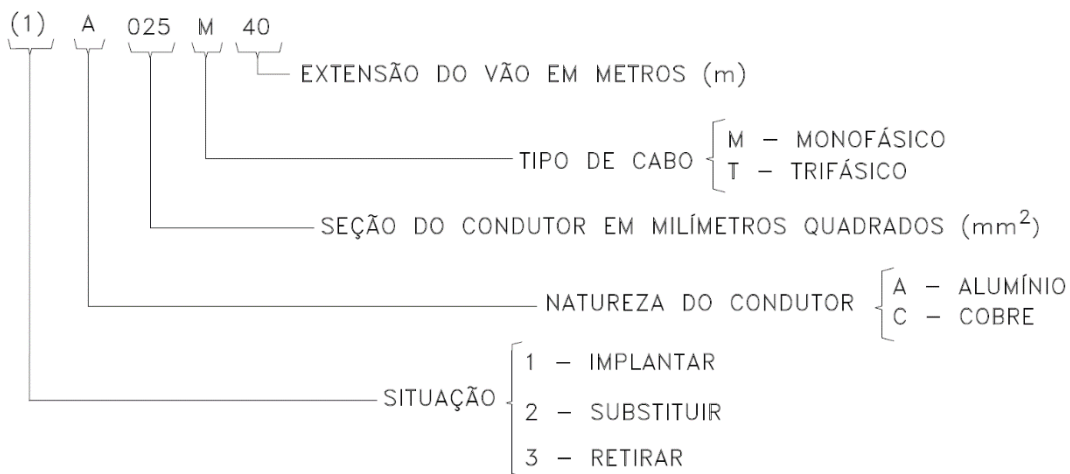 (1) A 025 M 40
EXTENSÃO DO VÃO EM METROS (m)
M – MONOFÁSICO
TIPO DE CABO
T – TRIFÁSICO
SEÇÃO DO CONDUTOR EM MILÍMETROS QUADRADOS (mm²)
A – ALUMÍNIO
NATUREZA DO CONDUTOR
C – COBRE
1 – IMPLANTAR
SITUAÇÃO
2 – SUBSTITUIR
3 – RETIRAR